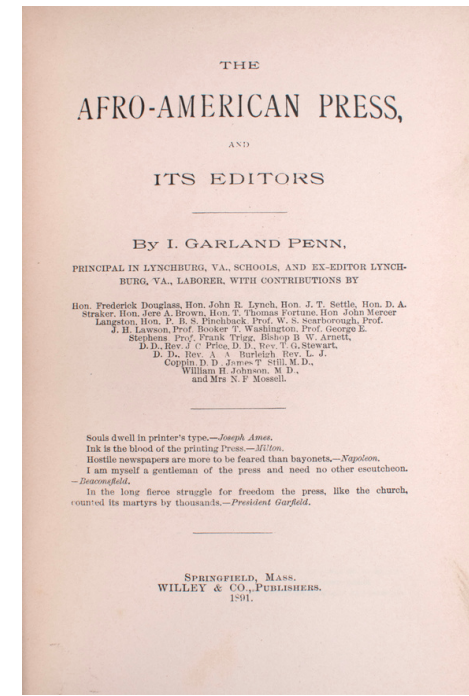 THE
AFRO-AMERICAN PRESS,
AND
ITS EDITORS
By I. Garland Penn,
PRINCIPAL IN LYNCHBURG, VA., SCHOOLS, AND EX-EDITOR LYNCH-
BURG, VA., LABORER, WITH CONTRIBUTIONS BY
Hon. Frederick Douglass, Hon. John R. Lynch, Hon. J. T. Settle, Hon. D. A.
Straker, Hon. Jere A. Brown, Hon. T. Thomas Fortune, Hon John Mercer
Langston, Hon. P. B. S. Pinchback, Prof. W. S. Scarborough, Prof.
J. H. Lawson, Prof. Booker T. Washington, Prof. George E.
Stephens, Prof. Frank Trigg, Bishop B W. Arnett,
D. D., Rev. J C Price, D. D., Rev. T. G. Stewart,
D. D., Rev. A A Burleigh Rev. L. J.
Coppin, D. D. James T Still, M. D.,
William H. Johnson, M D.,
and Mrs N. F Mossell.
Souls dwell in printer's type.—Joseph Ames.
Ink is the blood of the printing Press.—Milton.
Hostile newspapers are more to be feared than bayonets.—Napoleon.
I am myself a gentleman of the press and need no other escutcheon.
—Beaconsfield.
In the long fierce struggle for freedom the press, like the church,
counted its martyrs by thousands.—President Garfield.
Springfield, Mass.
WILLEY & CO., Publishers.
1891.